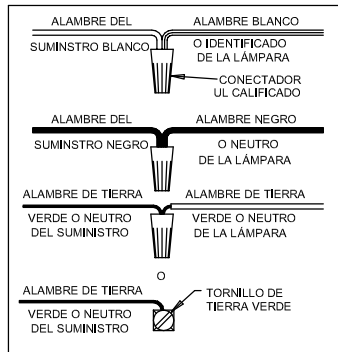 ALAMBRE DEL ALAMBRE BLANCO
SUMINSTRO BLANCO O IDENTIFICADO
DE LA LÁMPARA
CONECTADOR
UL CALIFICADO
ALAMBRE DEL ALAMBRE NEGRO
SUMINSTRO NEGRO O NEUTRO
DE LA LÁMPARA
ALAMBRE DE TIERRA ALAMBRE DE TIERRA
VERDE O NEUTRO VERDE O NEUTRO
DEL SUMINISTRO DE LA LÁMPARA
O
ALAMBRE DE TIERRA TORNILLO DE
TIERRA VERDE
VERDE O NEUTRO
DEL SUMINISTRO